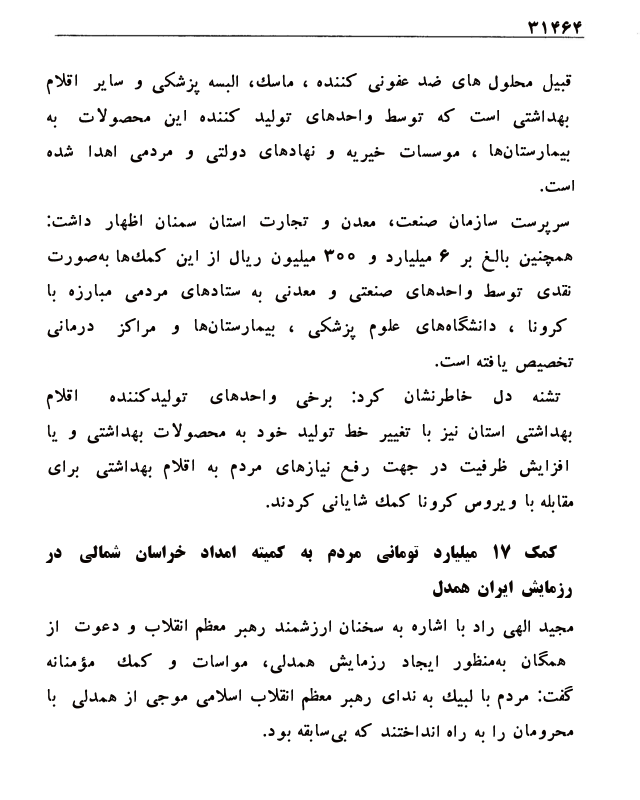 ۳۱۴۶۴
قبیل محلول های ضد عفونی کننده ، ماسك، البسه پزشکی و سایر اقلام
بهداشتی است که توسط واحدهای تولید کننده این محصولات به
بیمارستان‌ها ، موسسات خیریه و نهادهای دولتی و مردمی اهدا شده
است.
سرپرست سازمان صنعت، معدن و تجارت استان سمنان اظهار داشت:
همچنین بالغ بر ۶ میلیارد و ۳۰۰ میلیون ریال از این کمك‌ها به‌صورت
نقدی توسط واحدهای صنعتی و معدنی به ستادهای مردمی مبارزه با
کرونا ، دانشگاه‌های علوم پزشکی ، بیمارستان‌ها و مراکز درمانی
تخصیص یافته است.
تشنه دل خاطرنشان کرد: برخی واحدهای تولیدکننده اقلام
بهداشتی استان نیز با تغییر خط تولید خود به محصولات بهداشتی و یا
افزایش ظرفیت در جهت رفع نیازهای مردم به اقلام بهداشتی برای
مقابله با ویروس کرونا کمك شایانی کردند.
کمک ۱۷ میلیارد تومانی مردم به کمیته امداد خراسان شمالی در
رزمایش ایران همدل
مجید الهی راد با اشاره به سخنان ارزشمند رهبر معظم انقلاب و دعوت از
همگان به‌منظور ایجاد رزمایش همدلی، مواسات و کمك مؤمنانه
گفت: مردم با لبیك به ندای رهبر معظم انقلاب اسلامی موجی از همدلی با
محرومان را به راه انداختند که بی‌سابقه بود.